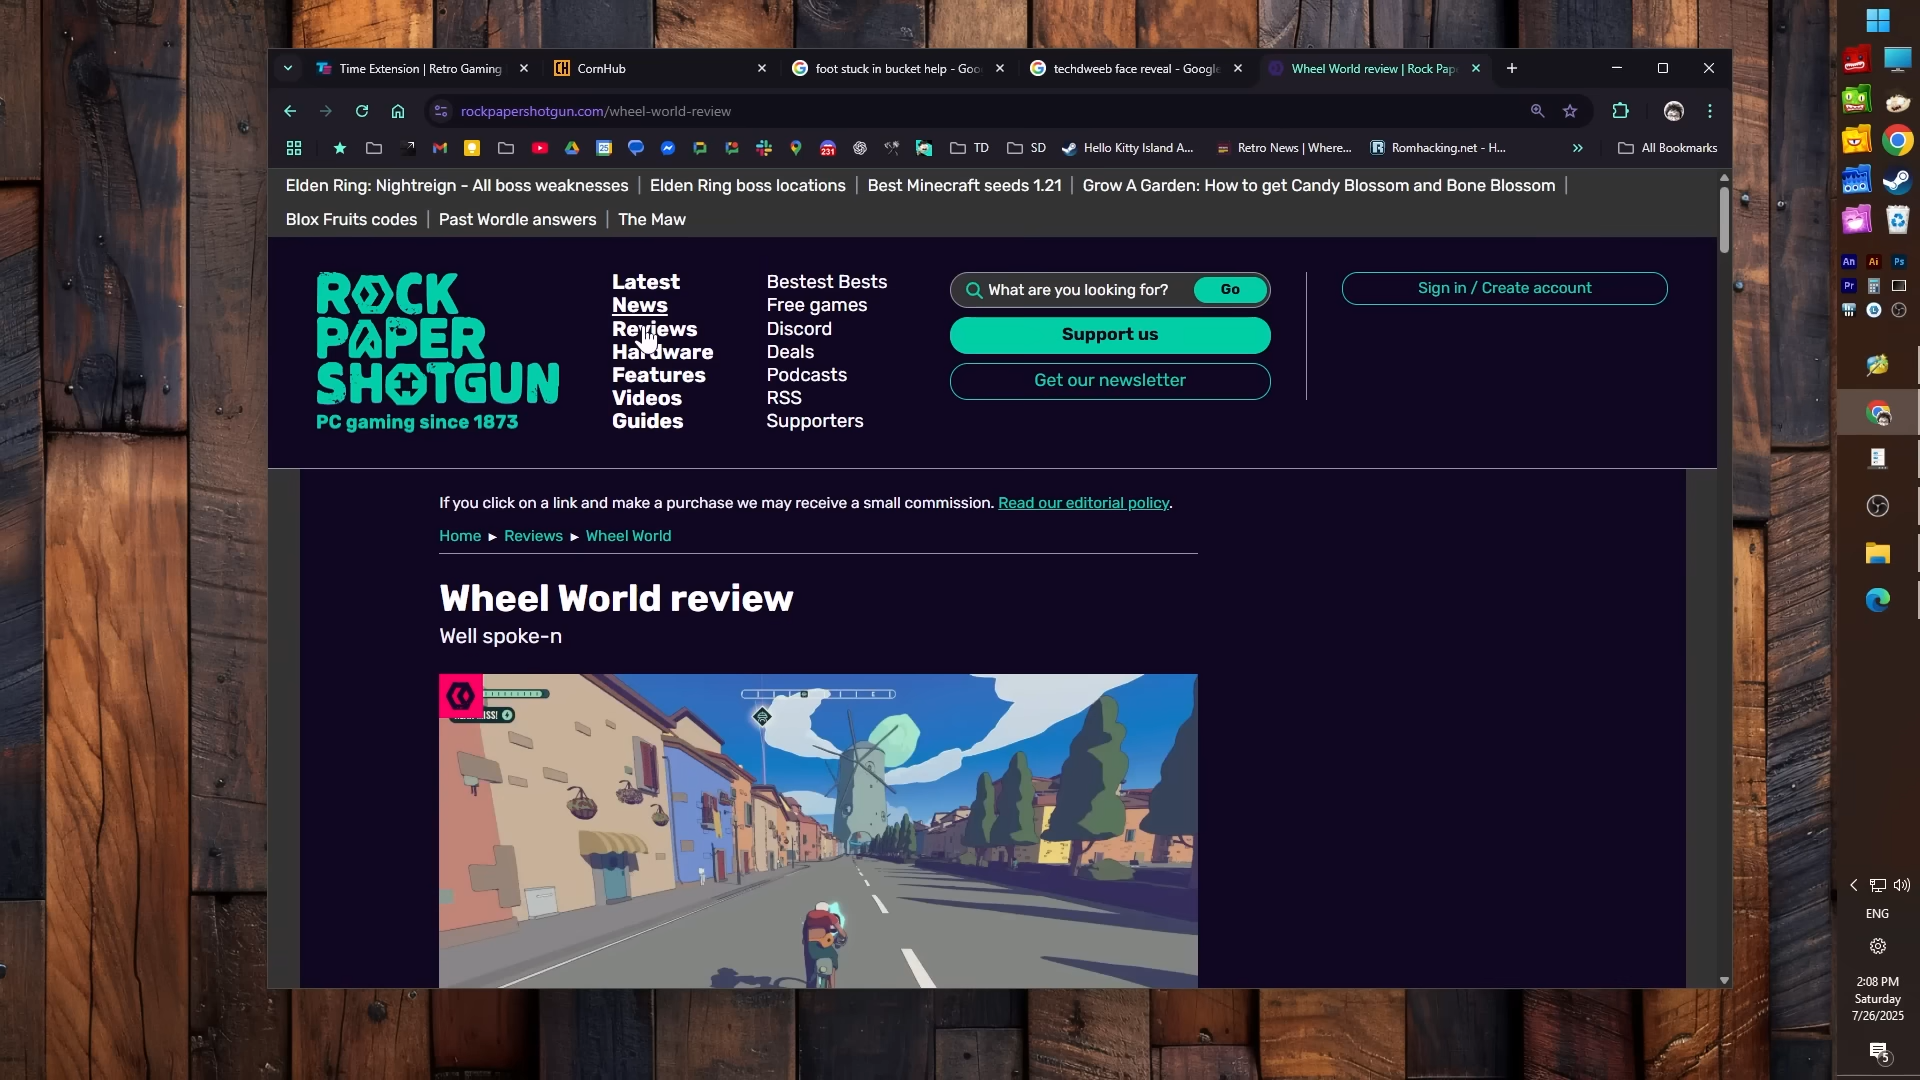 Time Extension | Retro Gaming
CornHub
foot stuck in bucket help - Goo
techdweeb face reveal - Google
Wheel World review | Rock Pap
rockpapershotgun.com/wheel-world-review
TD
SD
Hello Kitty Island A...
Retro News | Where...
Romhacking.net - H...
All Bookmarks
Elden Ring: Nightreign - All boss weaknesses
Elden Ring boss locations
Best Minecraft seeds 1.21
Grow A Garden: How to get Candy Blossom and Bone Blossom
Blox Fruits codes
Past Wordle answers
The Maw
ROCK
PAPER
SHOTGUN
PC gaming since 1873
Latest
News
Reviews
Hardware
Features
Videos
Guides
Bestest Bests
Free games
Discord
Deals
Podcasts
RSS
Supporters
What are you looking for?
Go
Support us
Get our newsletter
Sign in / Create account
If you click on a link and make a purchase we may receive a small commission. Read our editorial policy.
Home ► Reviews ► Wheel World
Wheel World review
Well spoke-n
An
Ai
Ps
Pr
ENG
2:08 PM
Saturday
7/26/2025
5